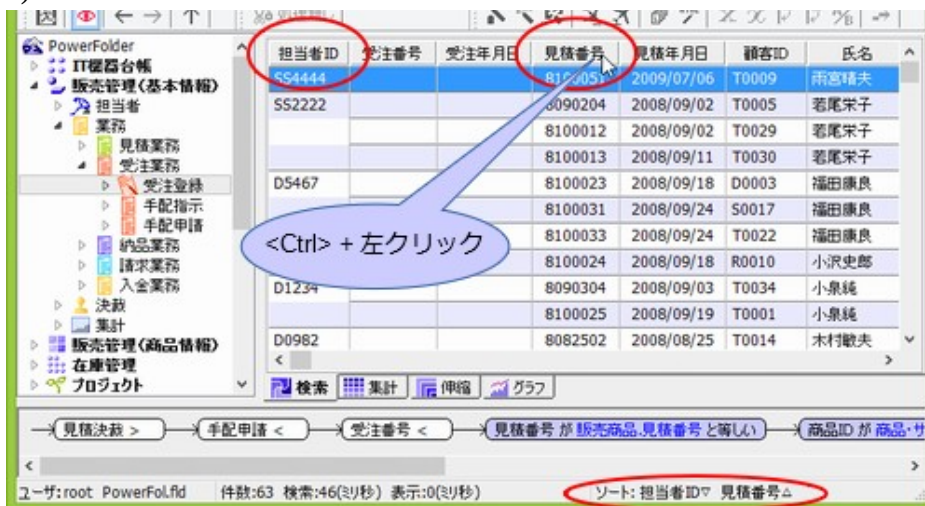 PowerFolder
IT機器台帳
販売管理(基本情報)
担当者
業務
見積業務
受注業務
受注登録
手配指示
手配申請
納品業務
請求業務
入金業務
決裁
集計
販売管理(商品情報)
在庫管理
プロジェクト
担当者ID 受注番号 受注年月日 見積番号 見積年月日 顧客ID 氏名
SS4444 8100051 2009/07/06 T0009 雨宮晴夫
SS2222 8090204 2008/09/02 T0005 若尾栄子
8100012 2008/09/02 T0029 若尾栄子
8100013 2008/09/11 T0030 若尾栄子
D5467 8100023 2008/09/18 D0003 福田康良
8100031 2008/09/24 S0017 福田康良
8100033 2008/09/24 T0022 福田康良
8100024 2008/09/18 R0010 小沢史郎
D1234 8090304 2008/09/03 T0034 小泉純
8100025 2008/09/19 T0001 小泉純
D0982 8082502 2008/08/25 T0014 木村敏夫
<Ctrl> + 左クリック
検索 集計 伸縮 グラフ
見積決裁 > 手配申請 < 受注番号 < 見積番号 が 販売商品.見積番号 と等しい 商品ID が 商品・サ
ユーザ:root PowerFol.fld 件数:63 検索:46(ミリ秒) 表示:0(ミリ秒) ソート: 担当者ID▽ 見積番号△